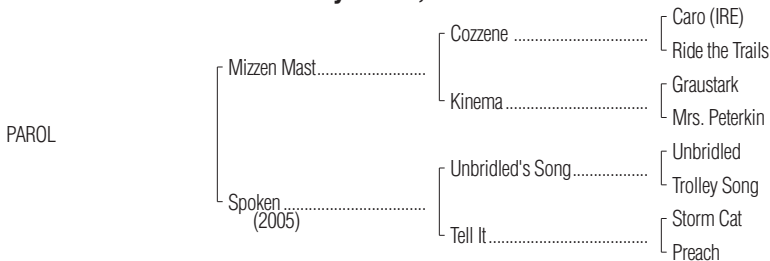 Caro (IRE)
Cozzene ................................
Ride the Trails
Mizzen Mast..........................
Graustark
Kinema..................................
Mrs. Peterkin
PAROL
Unbridled
Unbridled's Song..................
Trolley Song
Spoken ..................................
(2005)
Storm Cat
Tell It......................................
Preach